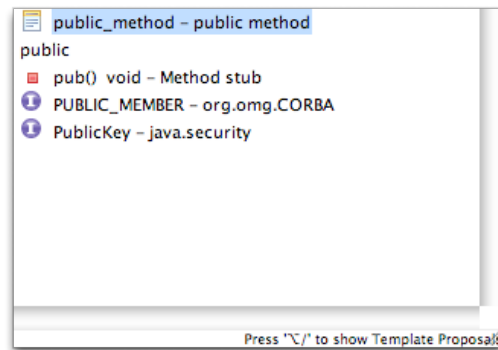 public_method – public method
public
pub() void – Method stub
PUBLIC_MEMBER – org.omg.CORBA
PublicKey – java.security
Press '⌥/' to show Template Proposals